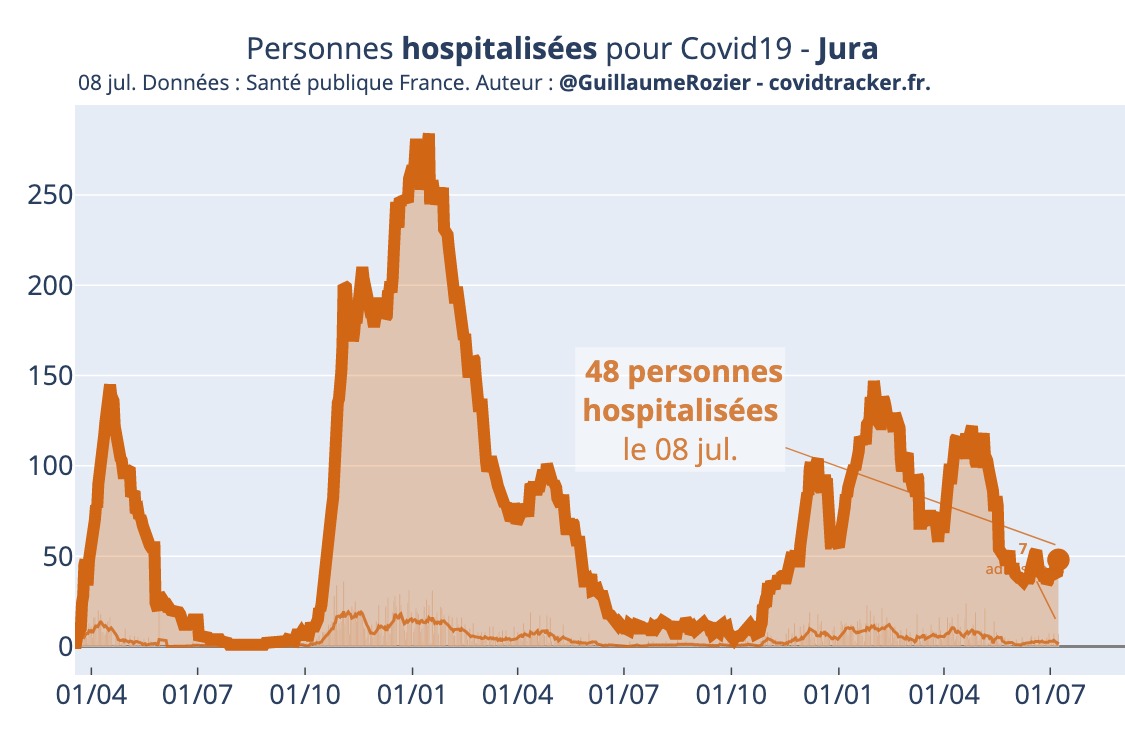 Personnes hospitalisées pour Covid19 - Jura
08 jul. Données : Santé publique France. Auteur : @GuillaumeRozier - covidtracker.fr.
250
200
150
100
50
0
48 personnes
hospitalisées
le 08 jul.
7
01/04 01/07 01/10 01/01 01/04 01/07 01/10 01/01 01/04 01/07